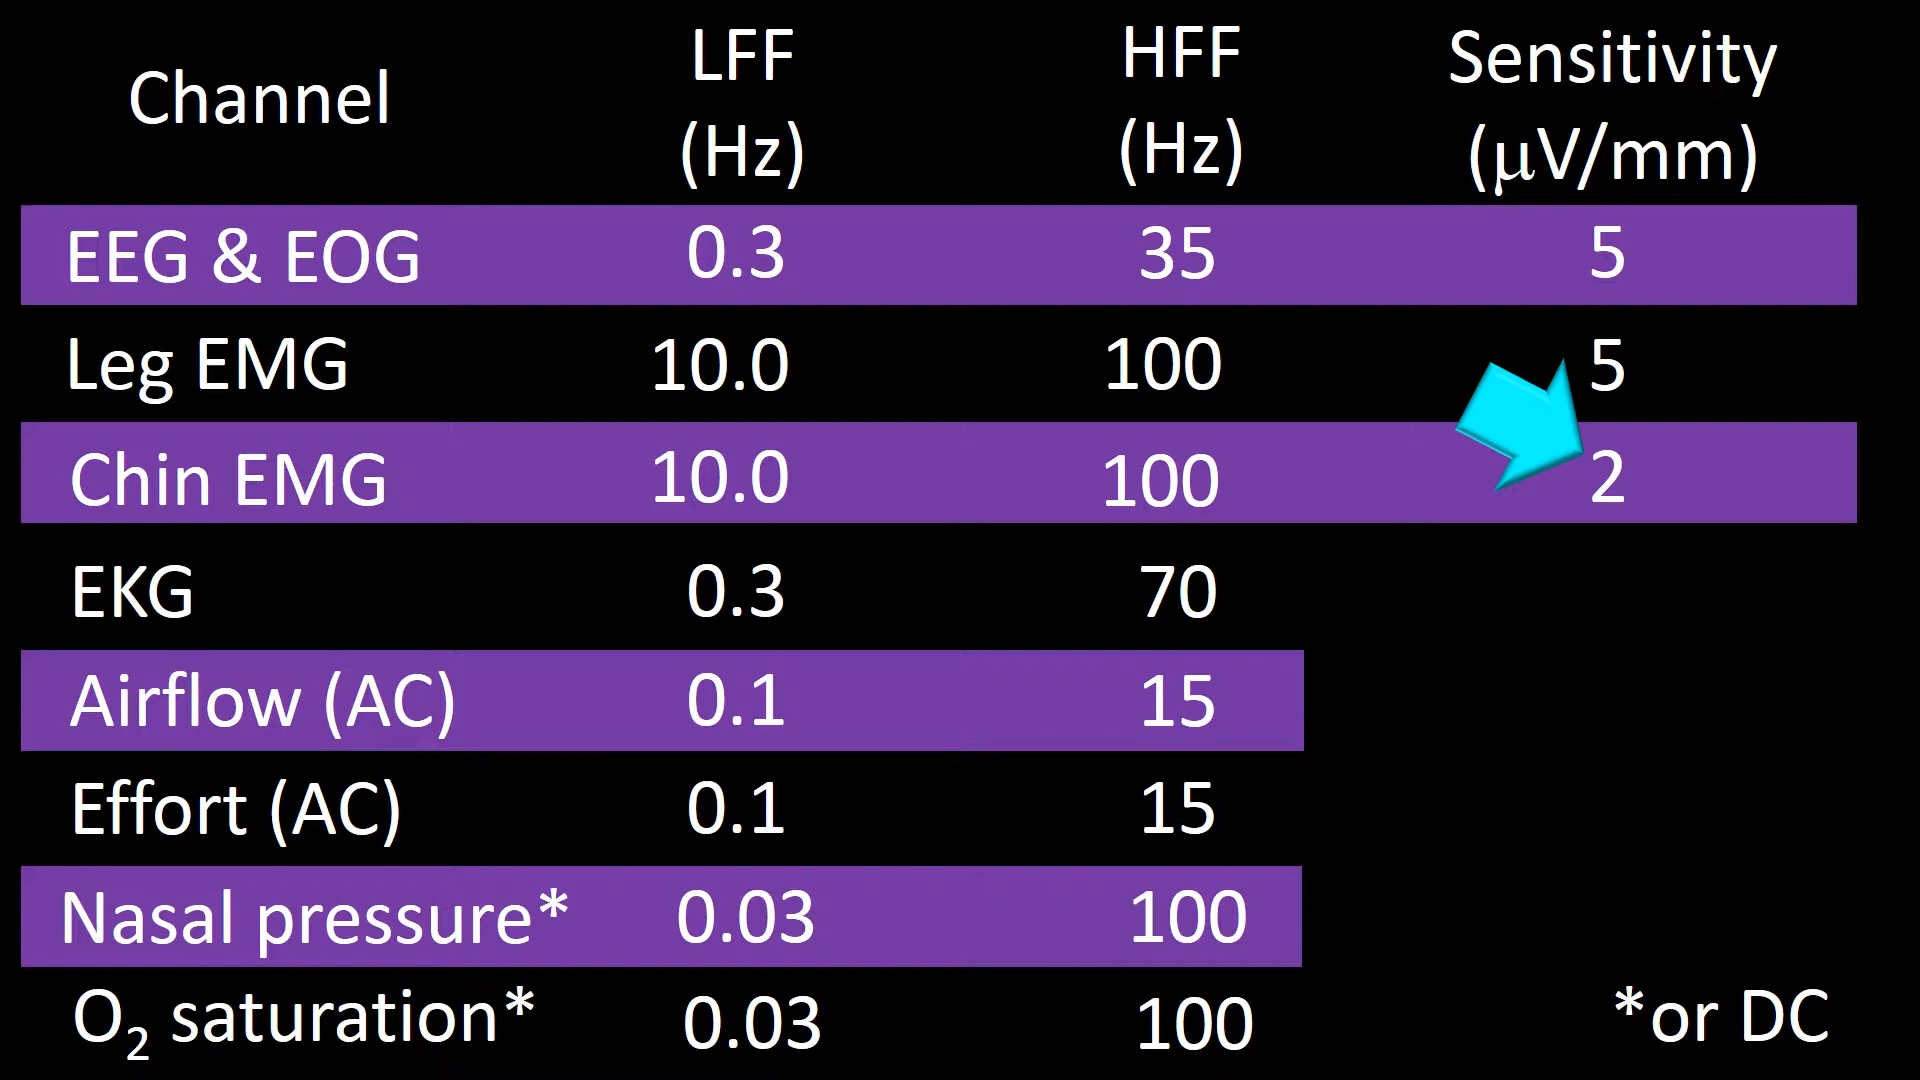 Channel LFF (Hz) HFF (Hz) Sensitivity (μV/mm)
EEG & EOG 0.3 35 5
Leg EMG 10.0 100 5
Chin EMG 10.0 100 2
EKG 0.3 70
Airflow (AC) 0.1 15
Effort (AC) 0.1 15
Nasal pressure* 0.03 100
O₂ saturation* 0.03 100 *or DC